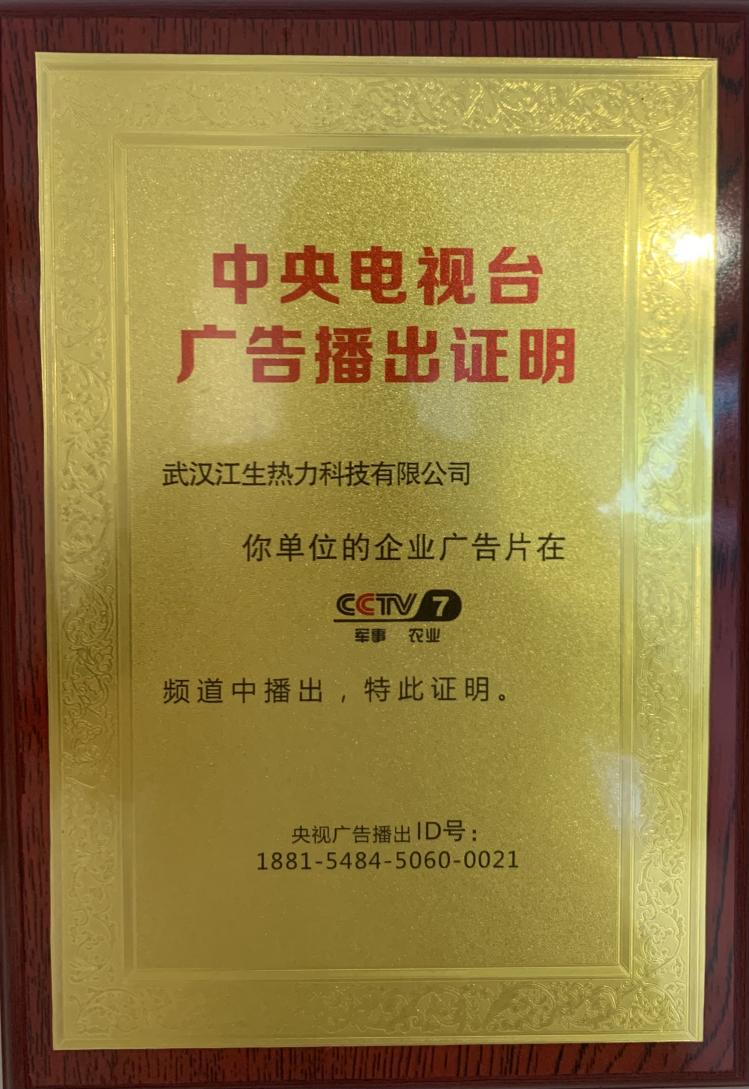 中央电视台
广告播出证明
武汉江生热力科技有限公司
你单位的企业广告片在
CCTV 7
军事 农业
频道中播出，特此证明。
央视广告播出ID号：
1881-5484-5060-0021